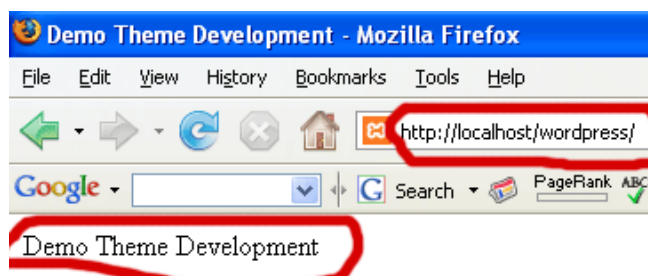 Demo Theme Development - Mozilla Firefox
File Edit View History Bookmarks Tools Help
http://localhost/wordpress/
Google Search PageRank ABC
Demo Theme Development